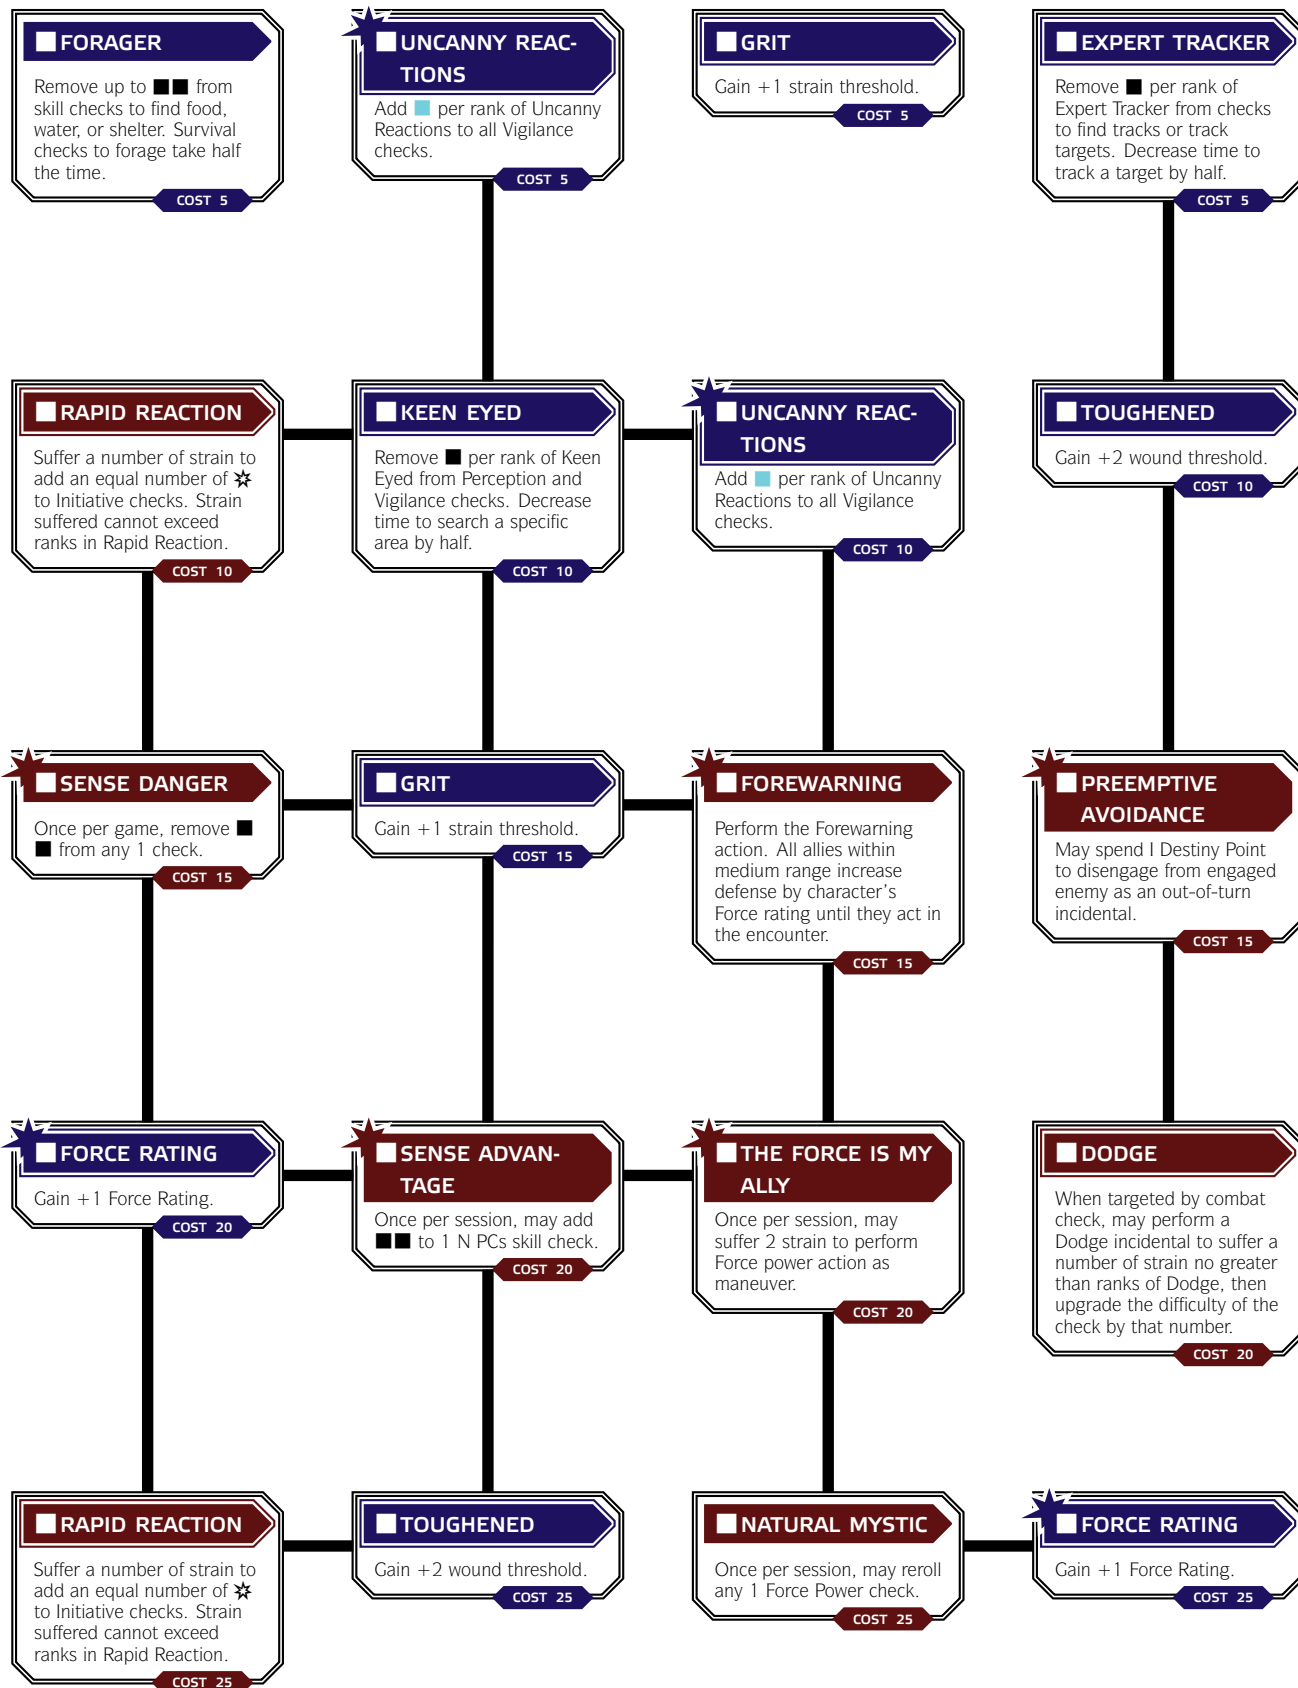 FORAGER
Remove up to ■■ from
skill checks to find food,
water, or shelter. Survival
checks to forage take half
the time.
COST 5
UNCANNY REAC-
TIONS
Add ■ per rank of Uncanny
Reactions to all Vigilance
checks.
COST 5
GRIT
Gain +1 strain threshold.
COST 5
EXPERT TRACKER
Remove ■ per rank of
Expert Tracker from checks
to find tracks or track
targets. Decrease time to
track a target by half.
COST 5
RAPID REACTION
Suffer a number of strain to
add an equal number of
to Initiative checks. Strain
suffered cannot exceed
ranks in Rapid Reaction.
COST 10
KEEN EYED
Remove ■ per rank of Keen
Eyed from Perception and
Vigilance checks. Decrease
time to search a specific
area by half.
COST 10
UNCANNY REAC-
TIONS
Add ■ per rank of Uncanny
Reactions to all Vigilance
checks.
COST 10
TOUGHENED
Gain +2 wound threshold.
COST 10
SENSE DANGER
Once per game, remove ■
■ from any 1 check.
COST 15
GRIT
Gain +1 strain threshold.
COST 15
FOREWARNING
Perform the Forewarning
action. All allies within
medium range increase
defense by character's
Force rating until they act in
the encounter.
COST 15
PREEMPTIVE
AVOIDANCE
May spend I Destiny Point
to disengage from engaged
enemy as an out-of-turn
incidental.
COST 15
FORCE RATING
Gain +1 Force Rating.
COST 20
SENSE ADVAN-
TAGE
Once per session, may add
■■ to 1 N PCs skill check.
COST 20
THE FORCE IS MY
ALLY
Once per session, may
suffer 2 strain to perform
Force power action as
maneuver.
COST 20
DODGE
When targeted by combat
check, may perform a
Dodge incidental to suffer a
number of strain no greater
than ranks of Dodge, then
upgrade the difficulty of the
check by that number.
COST 20
RAPID REACTION
Suffer a number of strain to
add an equal number of
to Initiative checks. Strain
suffered cannot exceed
ranks in Rapid Reaction.
COST 25
TOUGHENED
Gain +2 wound threshold.
COST 25
NATURAL MYSTIC
Once per session, may reroll
any 1 Force Power check.
COST 25
FORCE RATING
Gain +1 Force Rating.
COST 25